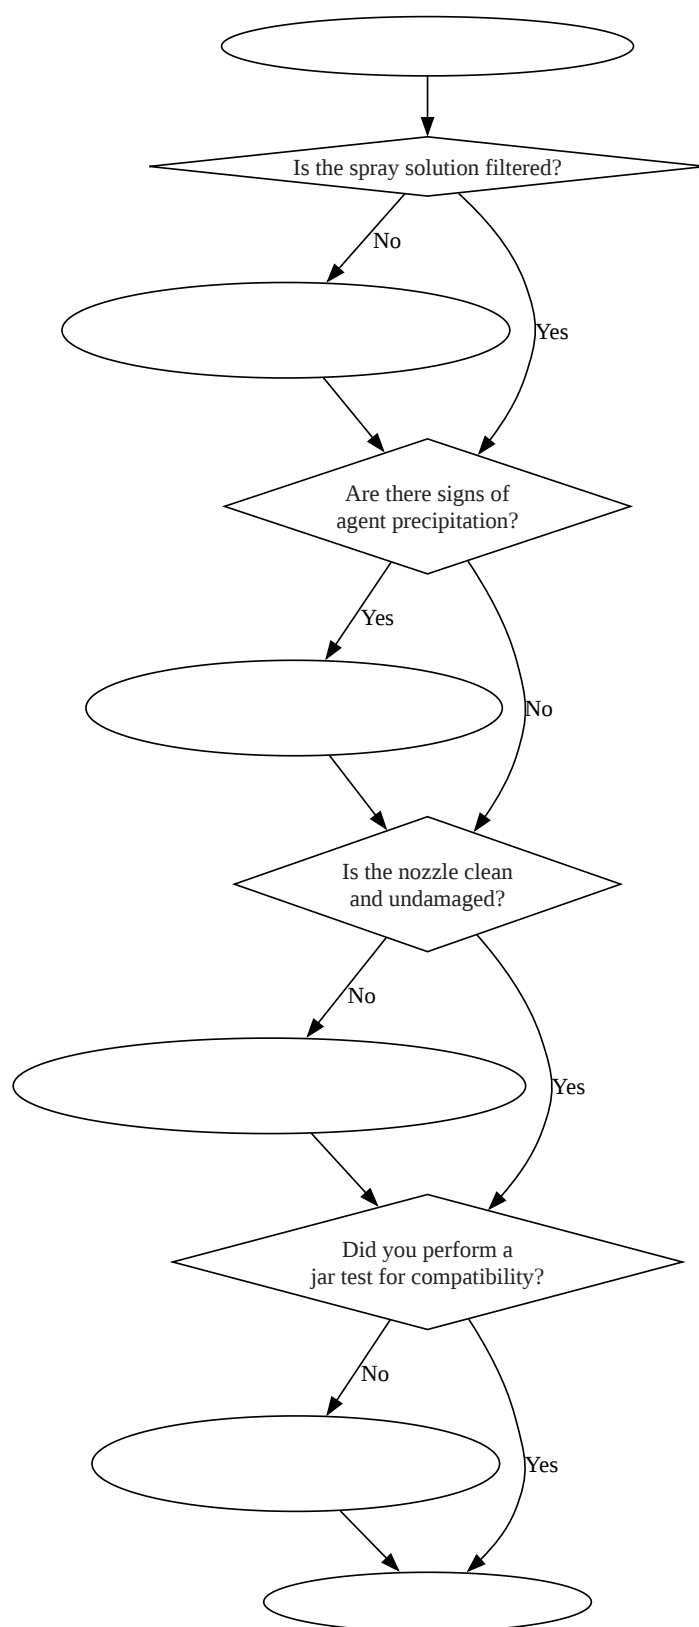 Is the spray solution filtered?
No
Yes
Are there signs of
agent precipitation?
Yes
No
Is the nozzle clean
and undamaged?
No
Yes
Did you perform a
jar test for compatibility?
No
Yes